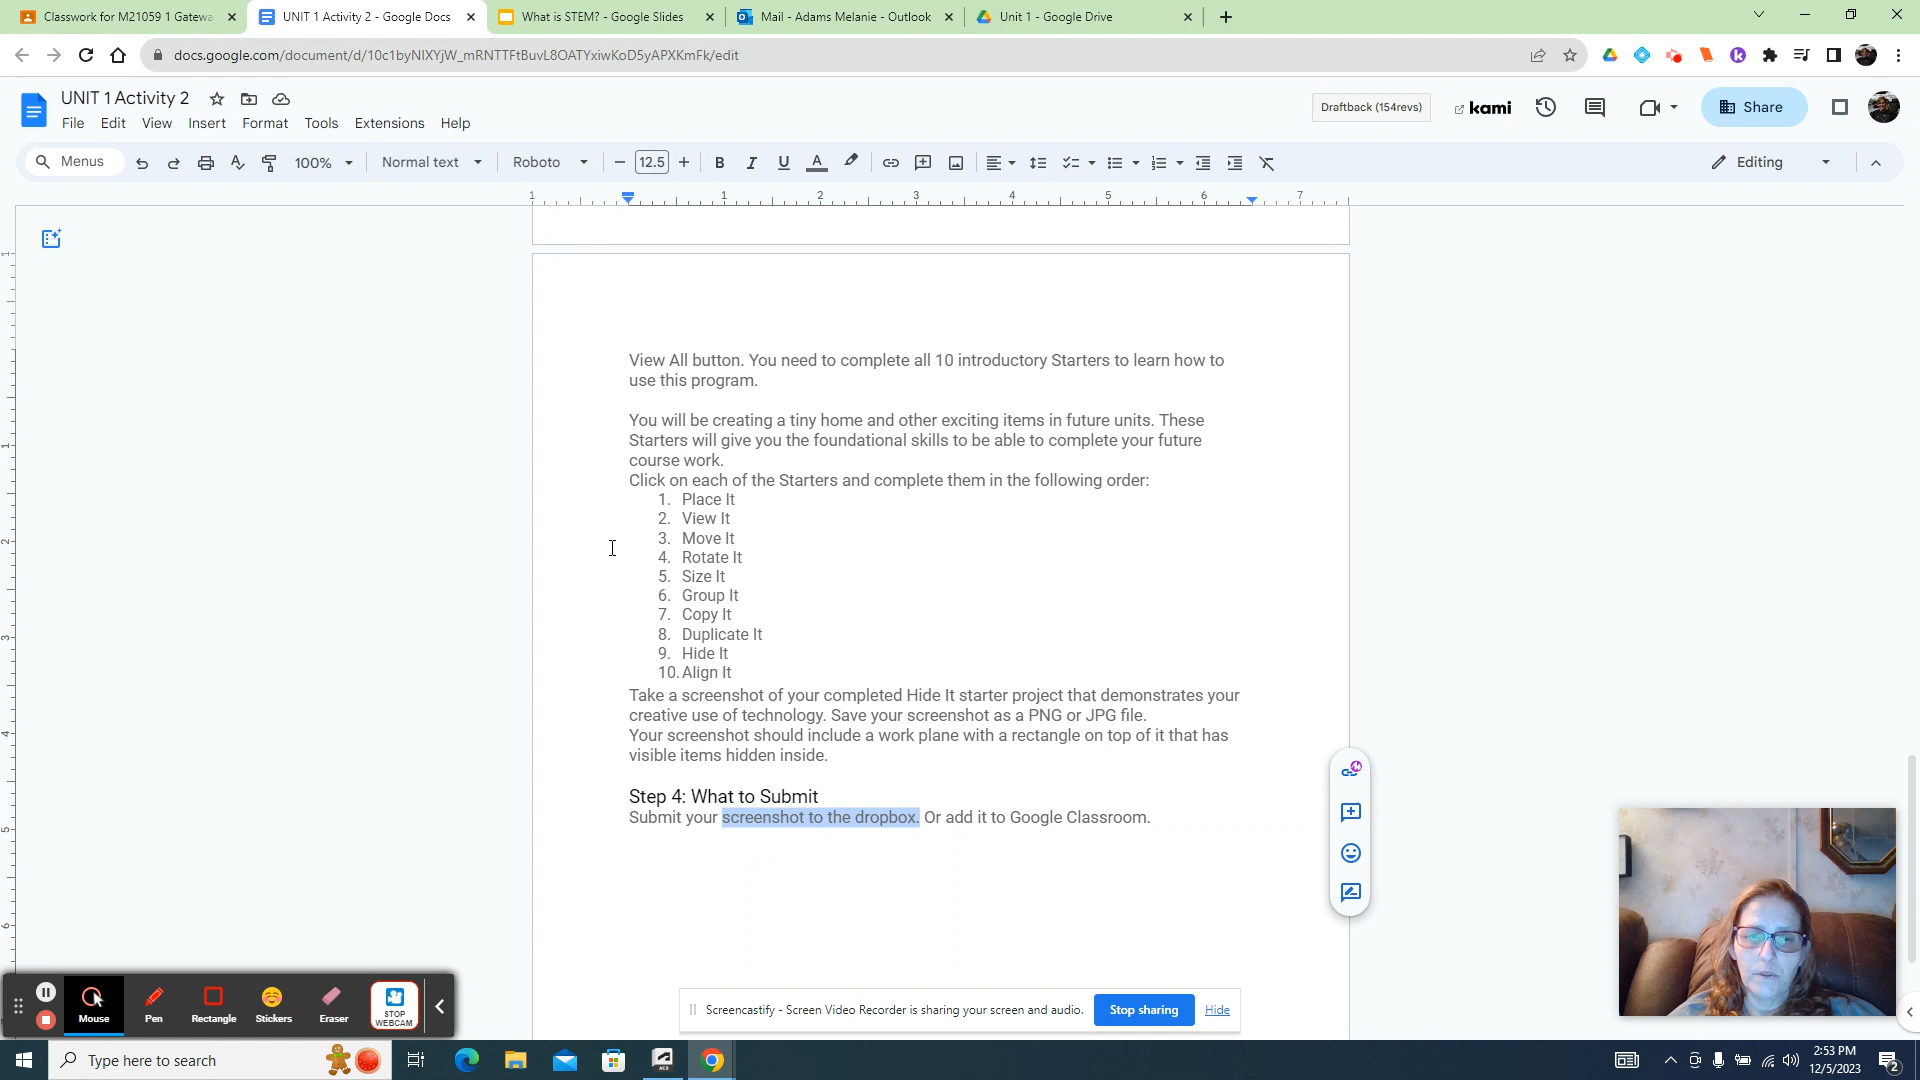 Classwork for M21059 1 Gatewa
UNIT 1 Activity 2 - Google Docs
What is STEM? - Google Slides
Mail - Adams Melanie - Outlook
Unit 1 - Google Drive
docs.google.com/document/d/10c1byNIXYjW_mRNTTFtBuvL8OATYxiwKoD5yAPXKmFk/edit
UNIT 1 Activity 2
File Edit View Insert Format Tools Extensions Help
Draftback (154revs)
kami
Share
Menus
100%
Normal text
Roboto
12.5
Editing
1 1 2 3 4 5 6 7
View All button. You need to complete all 10 introductory Starters to learn how to
use this program.
You will be creating a tiny home and other exciting items in future units. These
Starters will give you the foundational skills to be able to complete your future
course work.
Click on each of the Starters and complete them in the following order:
1. Place It
2. View It
3. Move It
4. Rotate It
5. Size It
6. Group It
7. Copy It
8. Duplicate It
9. Hide It
10. Align It
Take a screenshot of your completed Hide It starter project that demonstrates your
creative use of technology. Save your screenshot as a PNG or JPG file.
Your screenshot should include a work plane with a rectangle on top of it that has
visible items hidden inside.
Step 4: What to Submit
Submit your screenshot to the dropbox. Or add it to Google Classroom.
Mouse
Pen
Rectangle
Stickers
Eraser
STOP
WEBCAM
Screencastify - Screen Video Recorder is sharing your screen and audio.
Stop sharing
Hide
Type here to search
2:53 PM
12/5/2023
2